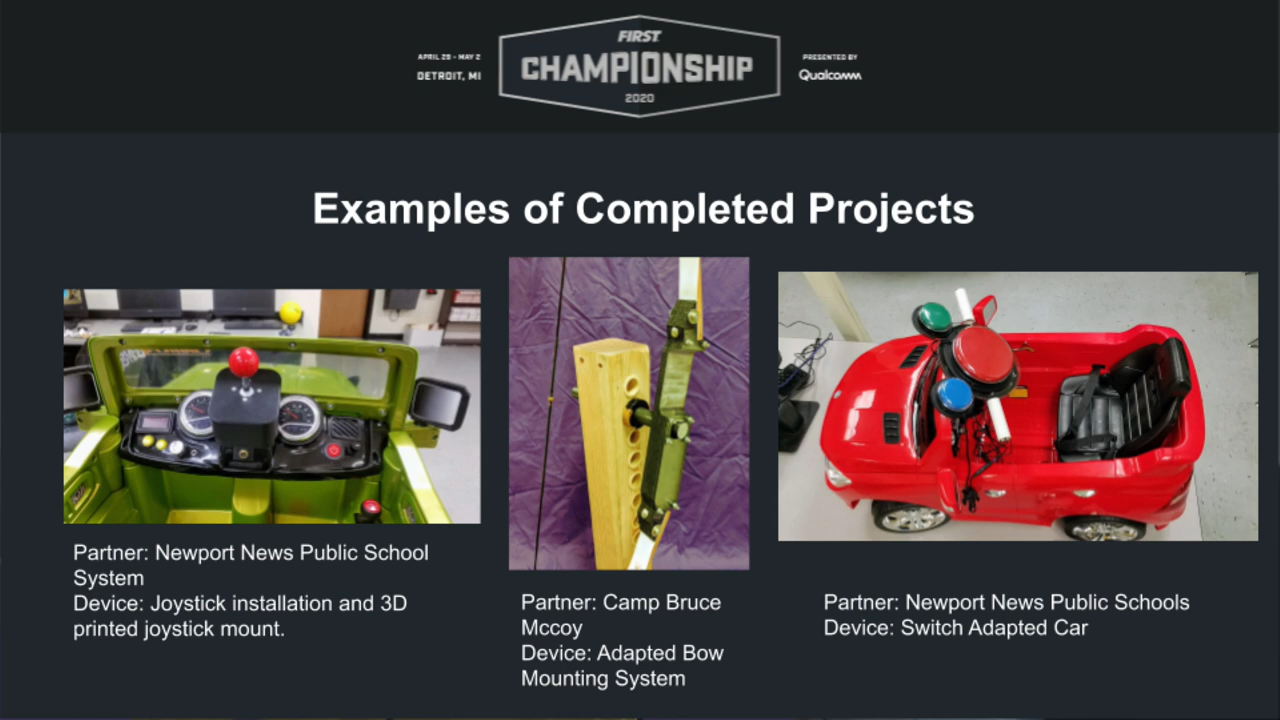 APRIL 29 - MAY 2
DETROIT, MI
FIRST
CHAMPIONSHIP
2020
PRESENTED BY
Qualcomm
Examples of Completed Projects
Partner: Newport News Public School
System
Device: Joystick installation and 3D
printed joystick mount.
Partner: Camp Bruce
Mccoy
Device: Adapted Bow
Mounting System
Partner: Newport News Public Schools
Device: Switch Adapted Car